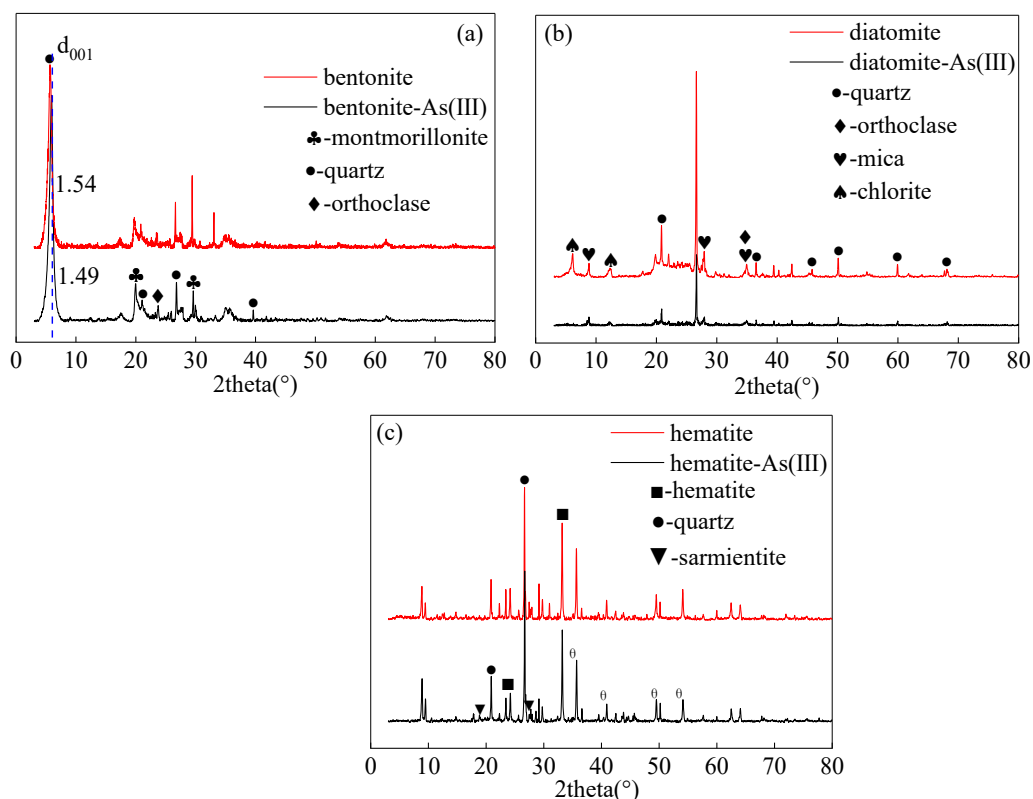 (a)
d001
bentonite
bentonite-As(III)
♣-montmorillonite
●-quartz
♦-orthoclase
1.54
1.49
0 10 20 30 40 50 60 70 80
2theta(°)
(b)
diatomite
diatomite-As(III)
●-quartz
♦-orthoclase
♥-mica
♠-chlorite
0 10 20 30 40 50 60 70 80
2theta(°)
(c)
hematite
hematite-As(III)
■-hematite
●-quartz
▼-sarmientite
θ θ θ θ
0 10 20 30 40 50 60 70 80
2theta(°)